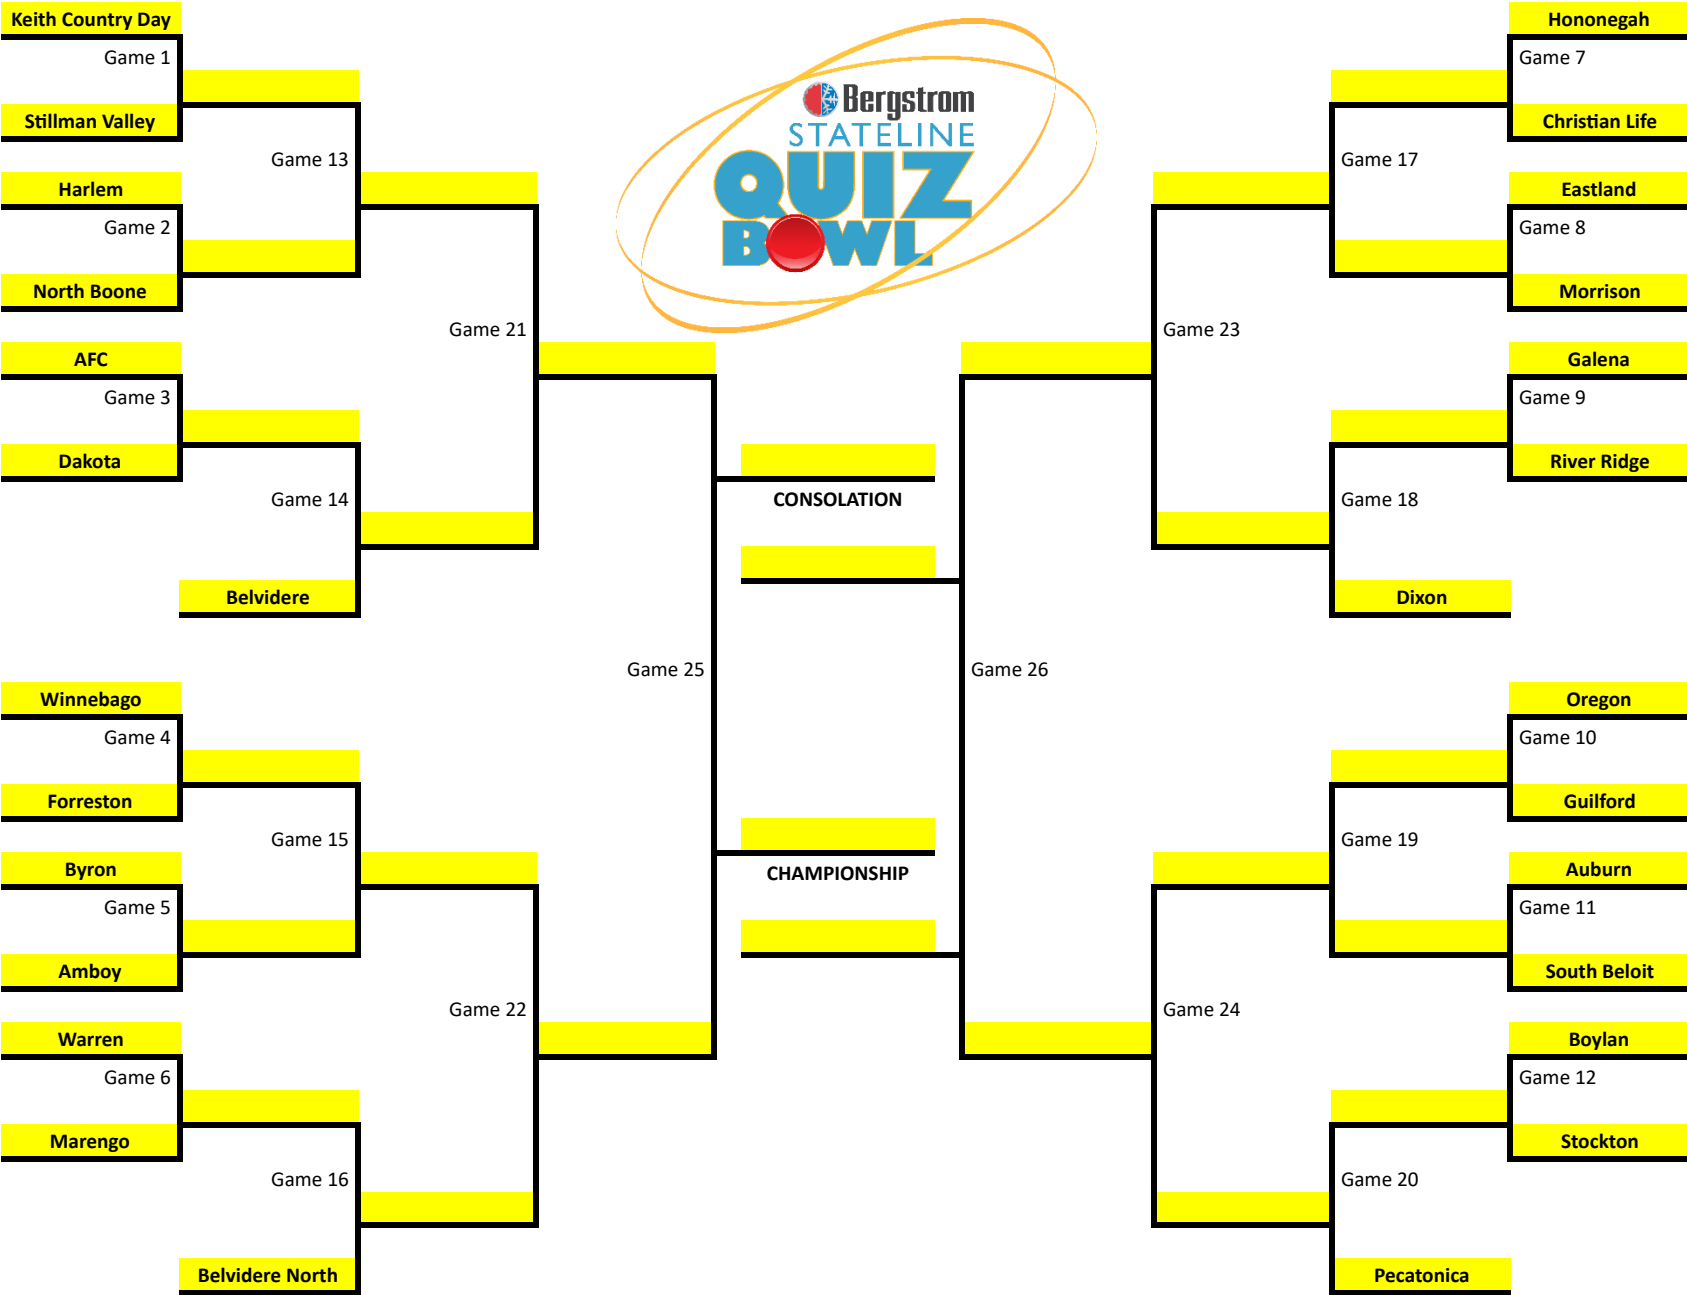 Keith Country Day
Game 1
Stillman Valley
Game 13
Harlem
Game 2
North Boone
Game 21
AFC
Game 3
Dakota
Game 14
Belvidere
Game 25
Winnebago
Game 4
Forreston
Game 15
Byron
Game 5
Amboy
Game 22
Warren
Game 6
Marengo
Game 16
Belvidere North
Bergstrom
STATELINE
QUIZ
BOWL
CONSOLATION
CHAMPIONSHIP
Hononegah
Game 7
Christian Life
Game 17
Eastland
Game 8
Morrison
Game 23
Galena
Game 9
River Ridge
Game 18
Dixon
Game 26
Oregon
Game 10
Guilford
Game 19
Auburn
Game 11
South Beloit
Game 24
Boylan
Game 12
Stockton
Game 20
Pecatonica